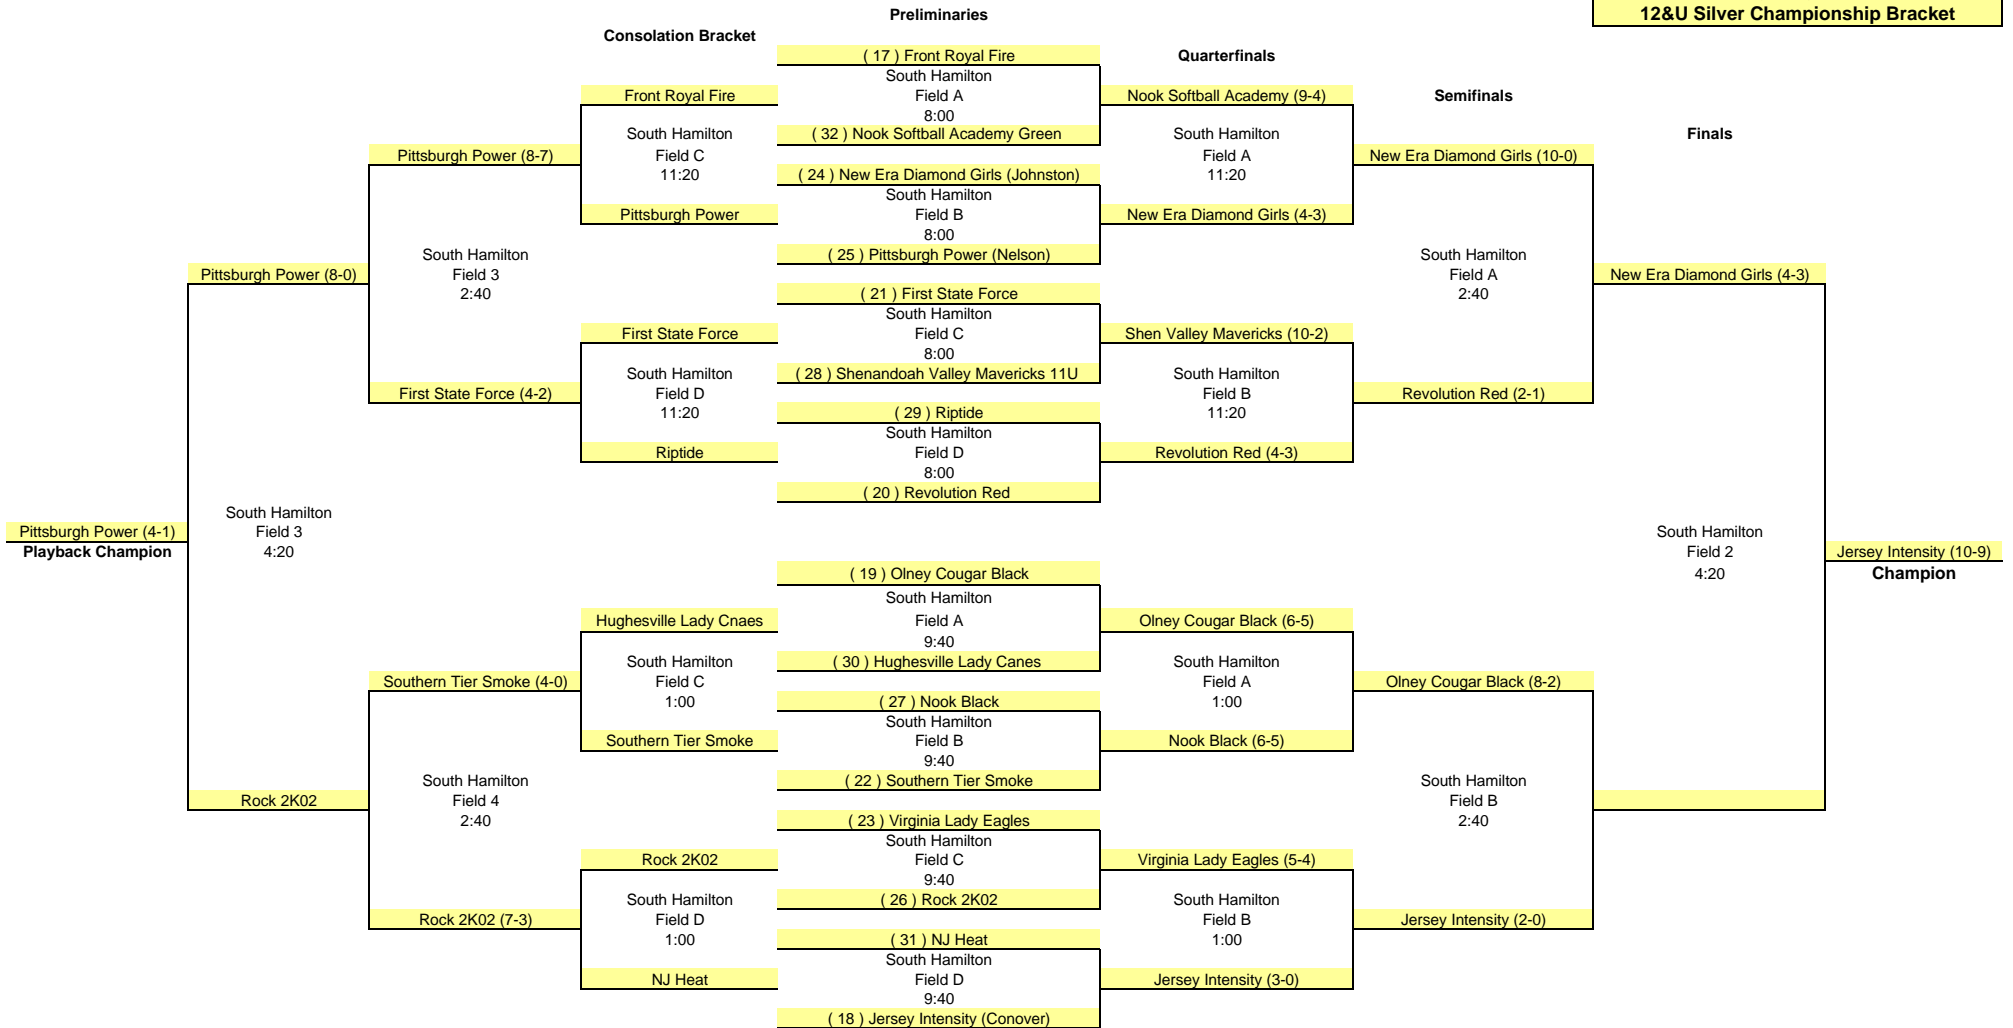 Preliminaries
12&U Silver Championship Bracket
Consolation Bracket
( 17 ) Front Royal Fire
Quarterfinals
South Hamilton
Front Royal Fire
Field A
Nook Softball Academy (9-4)
Semifinals
8:00
South Hamilton
( 32 ) Nook Softball Academy Green
South Hamilton
Finals
Pittsburgh Power (8-7)
Field C
Field A
New Era Diamond Girls (10-0)
11:20
( 24 ) New Era Diamond Girls (Johnston)
11:20
South Hamilton
Pittsburgh Power
Field B
New Era Diamond Girls (4-3)
8:00
South Hamilton
( 25 ) Pittsburgh Power (Nelson)
South Hamilton
Pittsburgh Power (8-0)
Field 3
Field A
New Era Diamond Girls (4-3)
2:40
( 21 ) First State Force
2:40
South Hamilton
First State Force
Field C
Shen Valley Mavericks (10-2)
8:00
South Hamilton
( 28 ) Shenandoah Valley Mavericks 11U
South Hamilton
First State Force (4-2)
Field D
Field B
Revolution Red (2-1)
11:20
( 29 ) Riptide
11:20
South Hamilton
Riptide
Field D
Revolution Red (4-3)
8:00
( 20 ) Revolution Red
South Hamilton
Pittsburgh Power (4-1)
Field 3
South Hamilton
Playback Champion
4:20
Field 2
Jersey Intensity (10-9)
( 19 ) Olney Cougar Black
4:20
Champion
South Hamilton
Hughesville Lady Cnaes
Field A
Olney Cougar Black (6-5)
9:40
South Hamilton
( 30 ) Hughesville Lady Canes
South Hamilton
Southern Tier Smoke (4-0)
Field C
Field A
Olney Cougar Black (8-2)
1:00
( 27 ) Nook Black
1:00
South Hamilton
Southern Tier Smoke
Field B
Nook Black (6-5)
9:40
South Hamilton
( 22 ) Southern Tier Smoke
South Hamilton
Rock 2K02
Field 4
Field B
2:40
( 23 ) Virginia Lady Eagles
2:40
South Hamilton
Rock 2K02
Field C
Virginia Lady Eagles (5-4)
9:40
South Hamilton
( 26 ) Rock 2K02
South Hamilton
Rock 2K02 (7-3)
Field D
Field B
Jersey Intensity (2-0)
1:00
( 31 ) NJ Heat
1:00
South Hamilton
NJ Heat
Field D
Jersey Intensity (3-0)
9:40
( 18 ) Jersey Intensity (Conover)